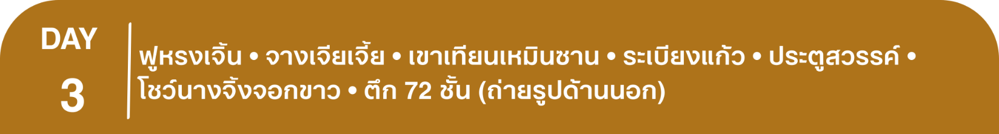 DAY
3
ฟูหรงเจิ้น • จางเจียเจี้ย • เขาเทียนเหมินซาน • ระเบียงแก้ว • ประตูสวรรค์ •
โชว์นางจิ้งจอกขาว • ตึก 72 ชั้น (ถ่ายรูปด้านนอก)